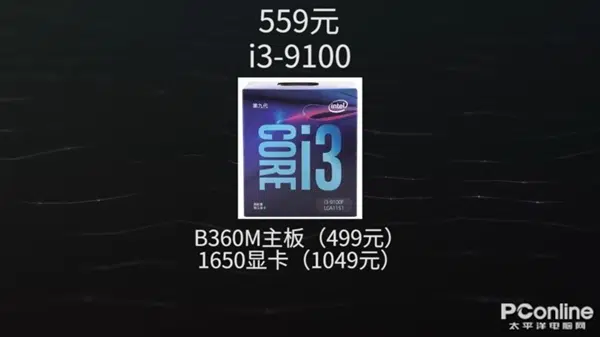 559元
i3-9100
第九代
intel
CORE i3
i3-9100F
LGA1151
B360M主板（499元）
1650显卡（1049元）
PConline
太平洋电脑网